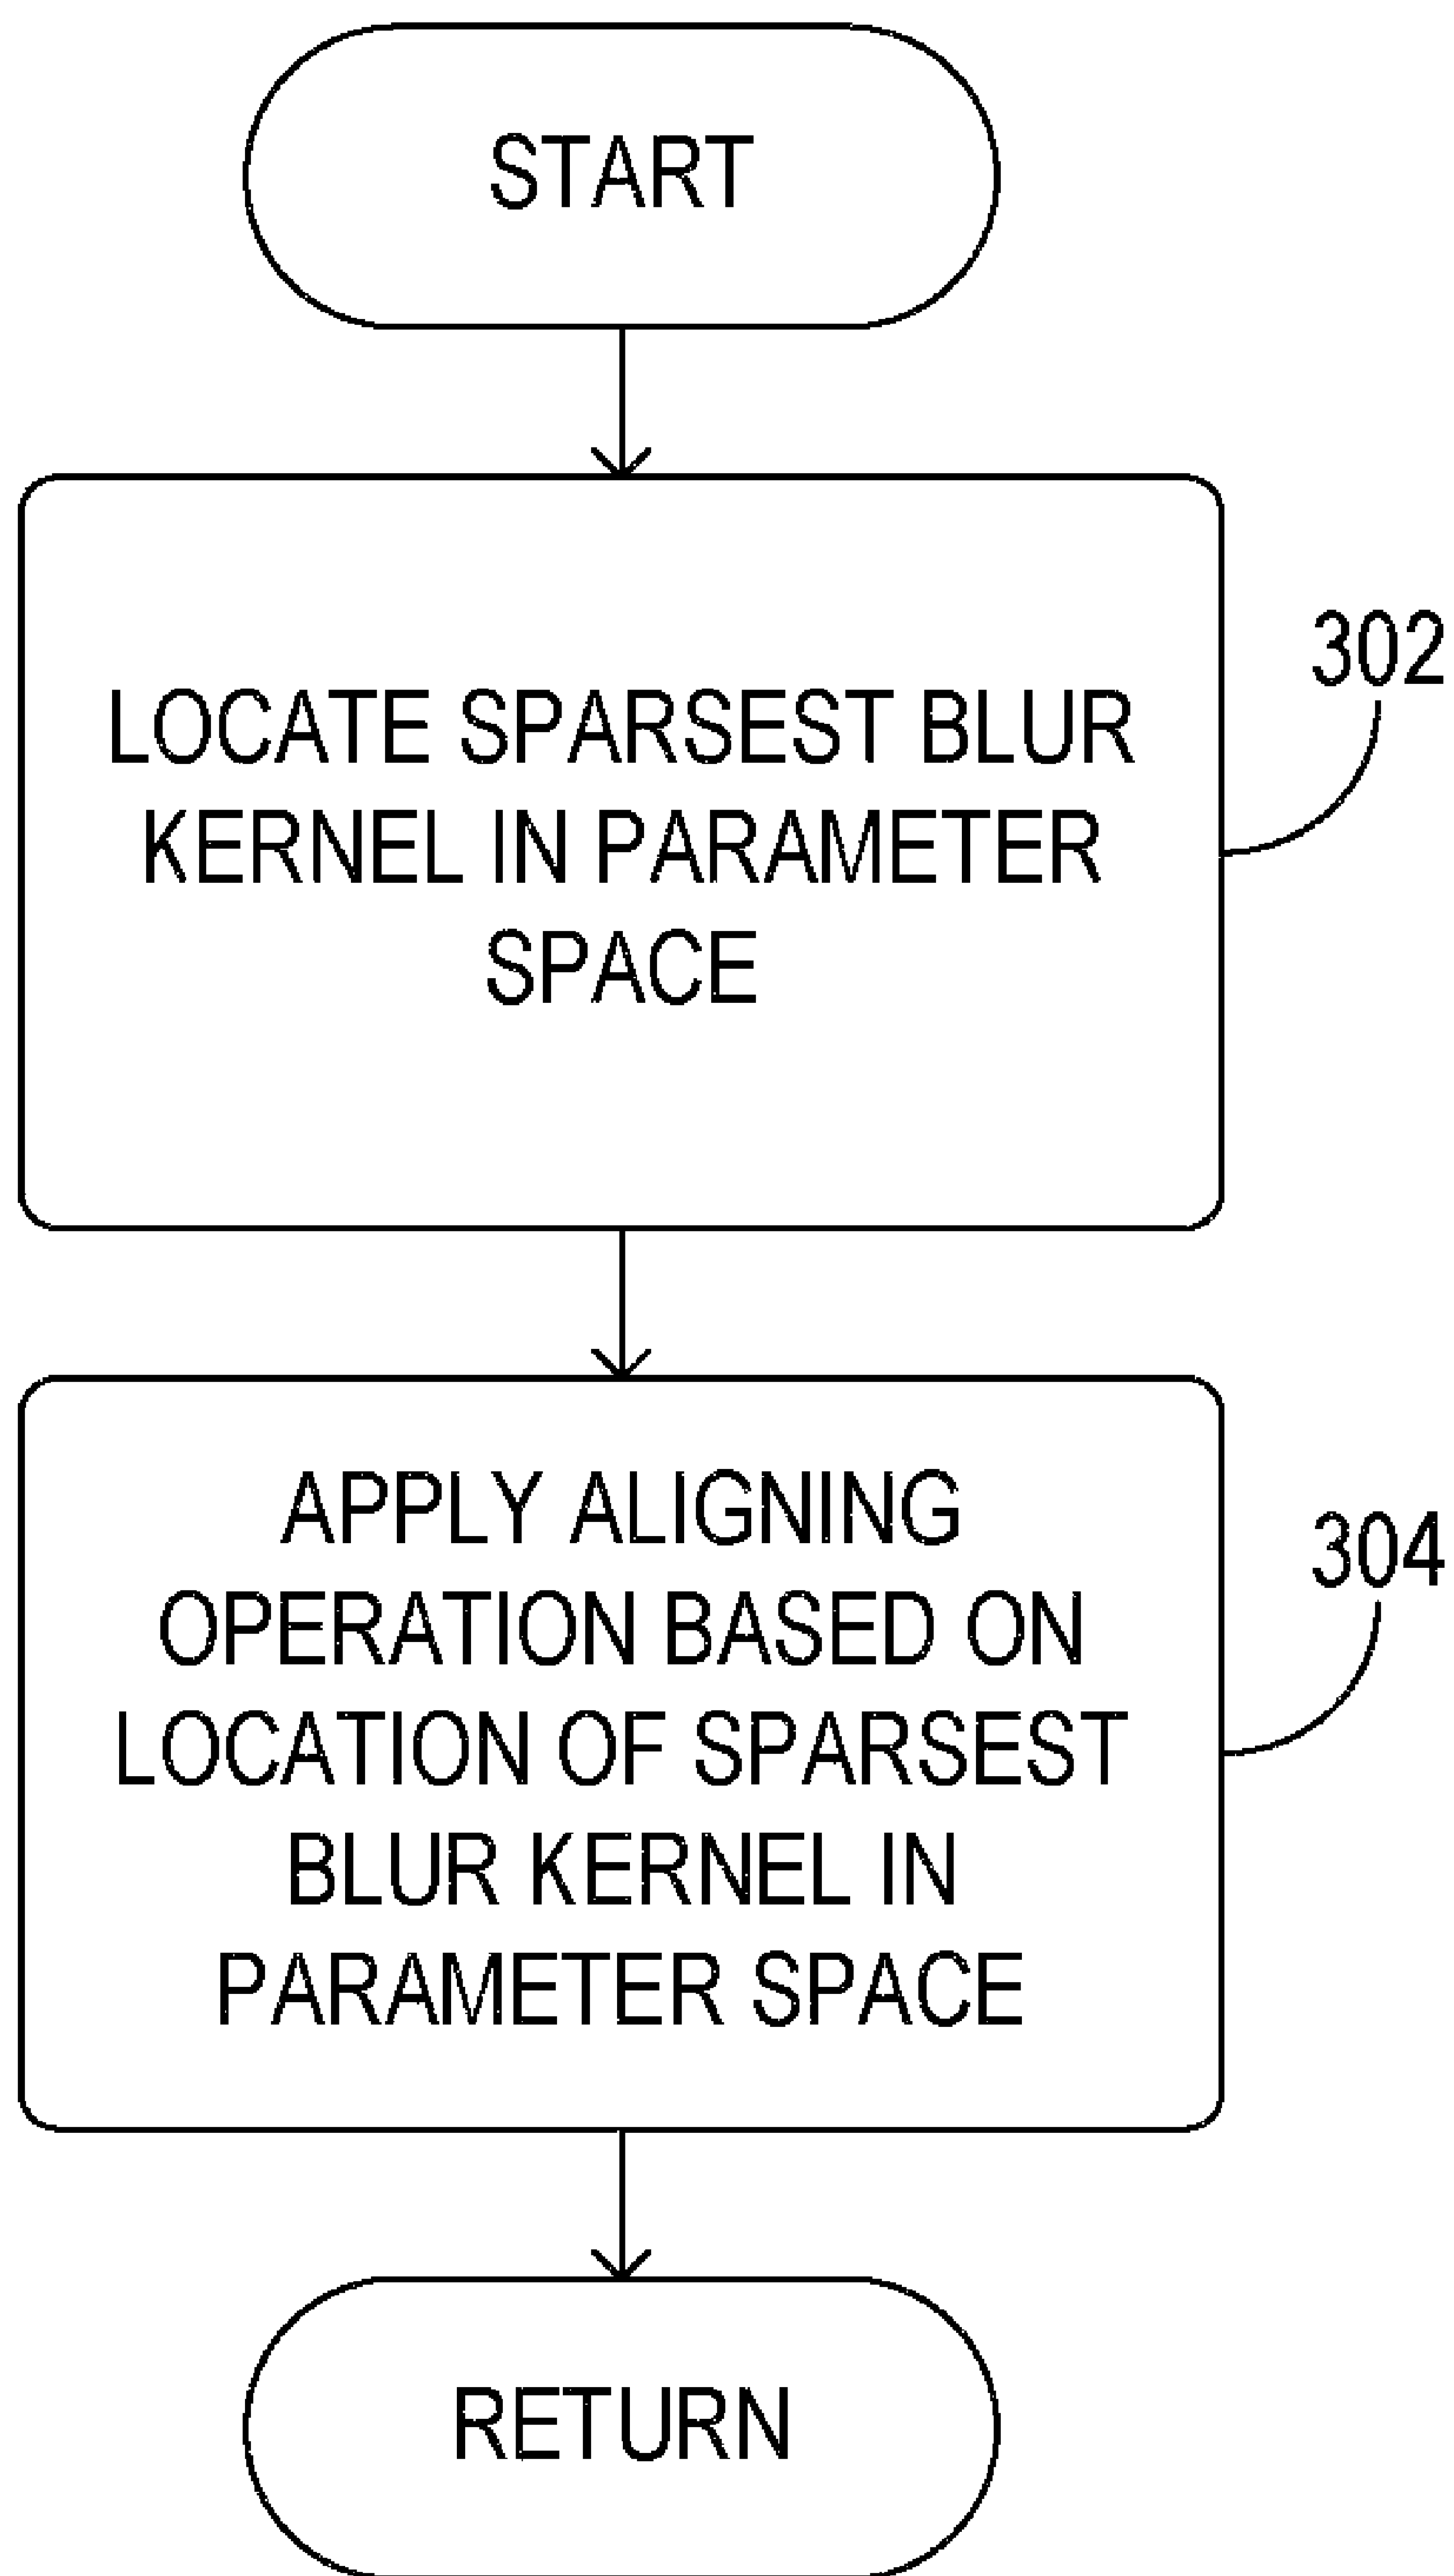 START
LOCATE SPARSEST BLUR
KERNEL IN PARAMETER
SPACE
302
APPLY ALIGNING
OPERATION BASED ON
LOCATION OF SPARSEST
BLUR KERNEL IN
PARAMETER SPACE
304
RETURN